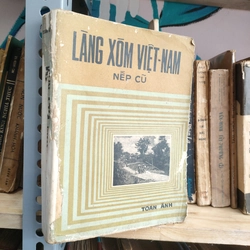 LÀNG XÓM VIỆT-NAM
NẾP CŨ
TOAN ÁNH